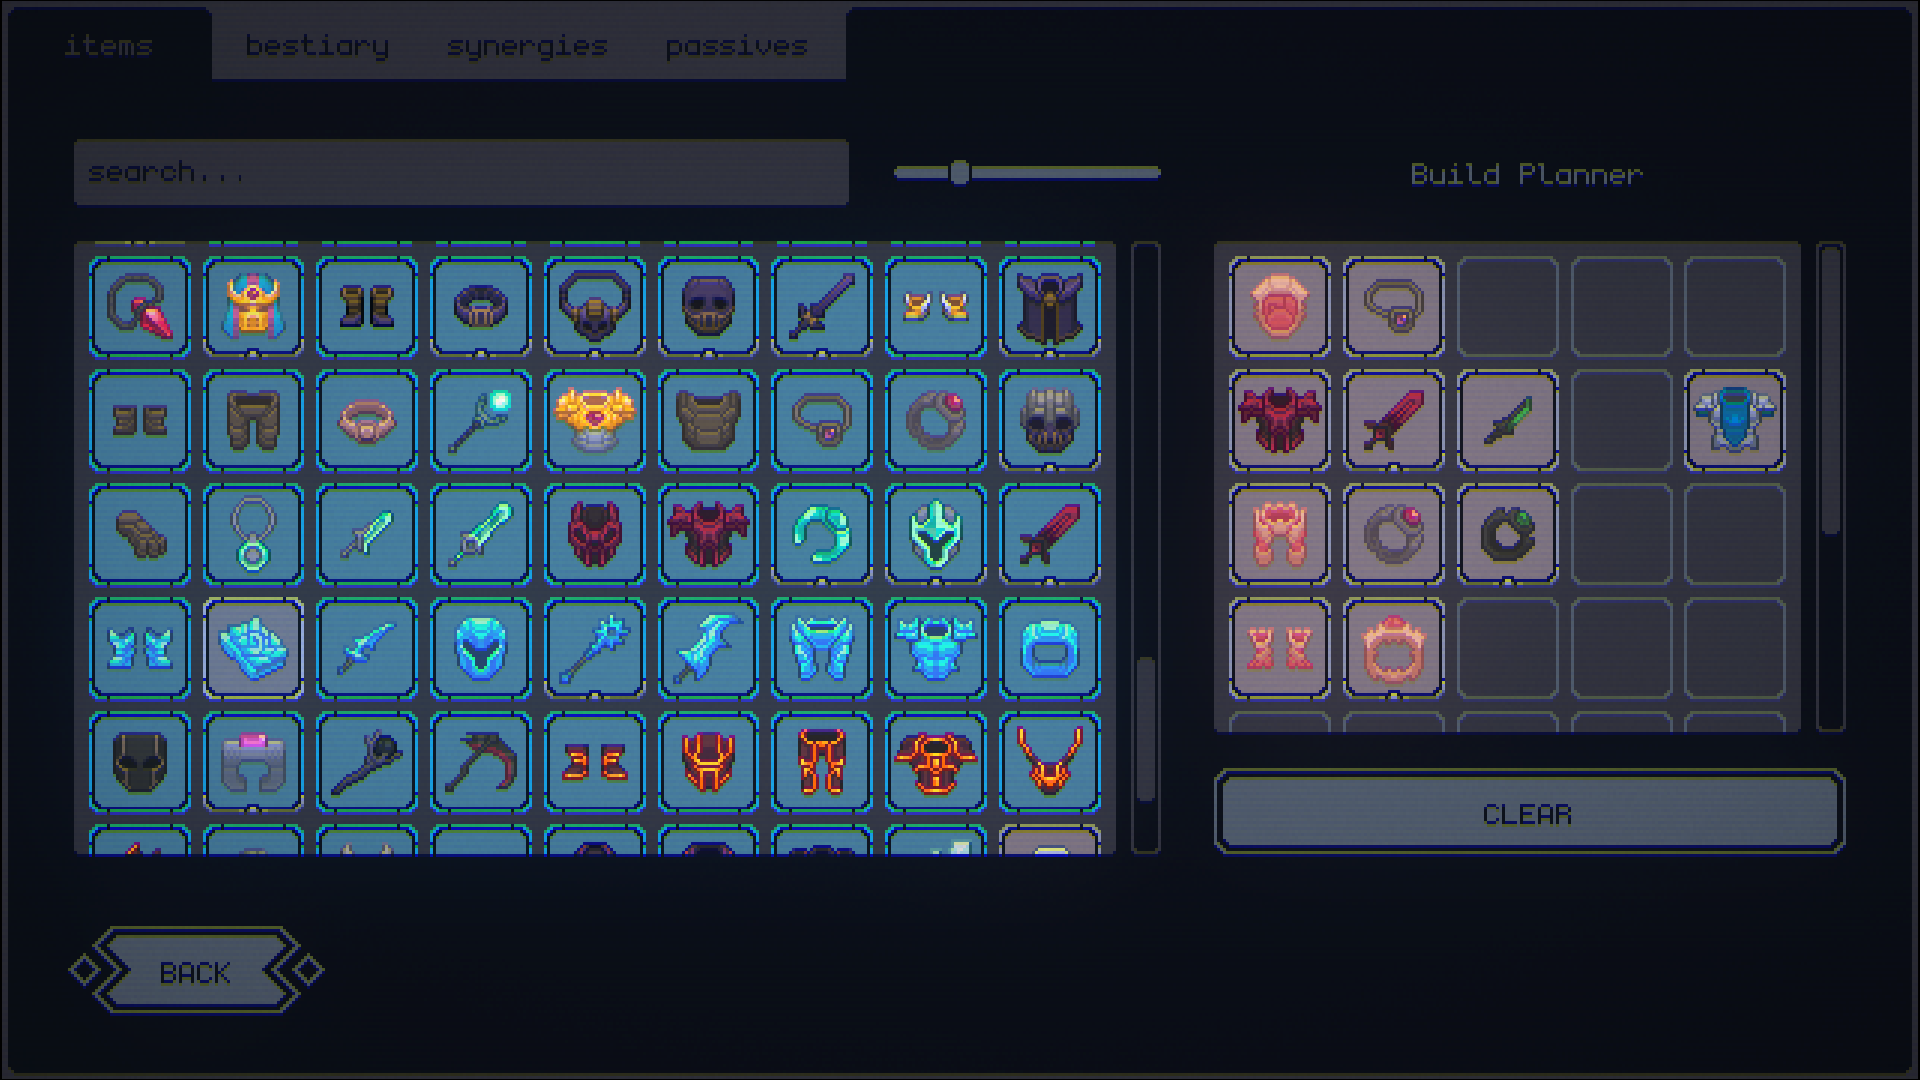 items bestiary synergies passives
search...
Build Planner
CLEAR
BACK